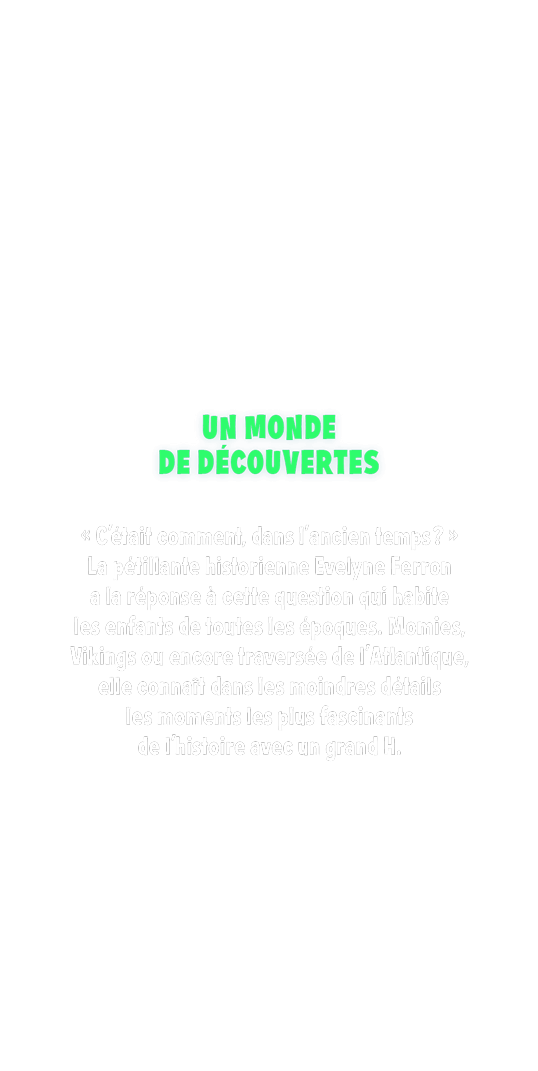 UN MONDE
DE DÉCOUVERTES
« C'était comment, dans l'ancien temps ? »
La pétillante historienne Evelyne Ferron
a la réponse à cette question qui habite
les enfants de toutes les époques. Momies,
Vikings ou encore traversée de l'Atlantique,
elle connaît dans les moindres détails
les moments les plus fascinants
de l'histoire avec un grand H.